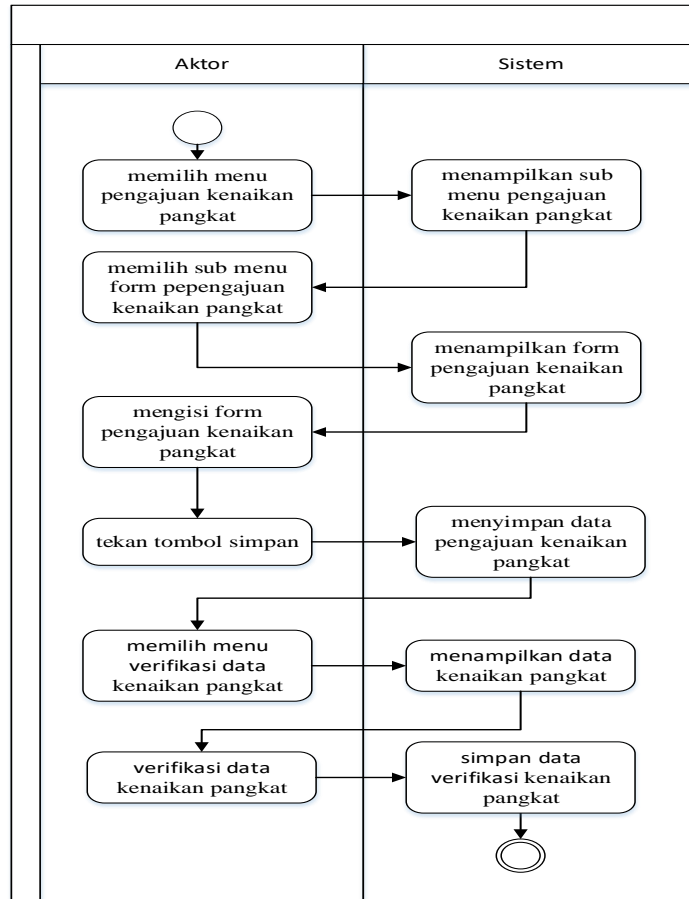 Aktor
Sistem
memilih menu
pengajuan kenaikan
pangkat
menampilkan sub
menu pengajuan
kenaikan pangkat
memilih sub menu
form pepengajuan
kenaikan pangkat
menampilkan form
pengajuan kenaikan
pangkat
mengisi form
pengajuan kenaikan
pangkat
tekan tombol simpan
menyimpan data
pengajuan kenaikan
pangkat
memilih menu
verifikasi data
kenaikan pangkat
menampilkan data
kenaikan pangkat
verifikasi data
kenaikan pangkat
simpan data
verifikasi kenaikan
pangkat